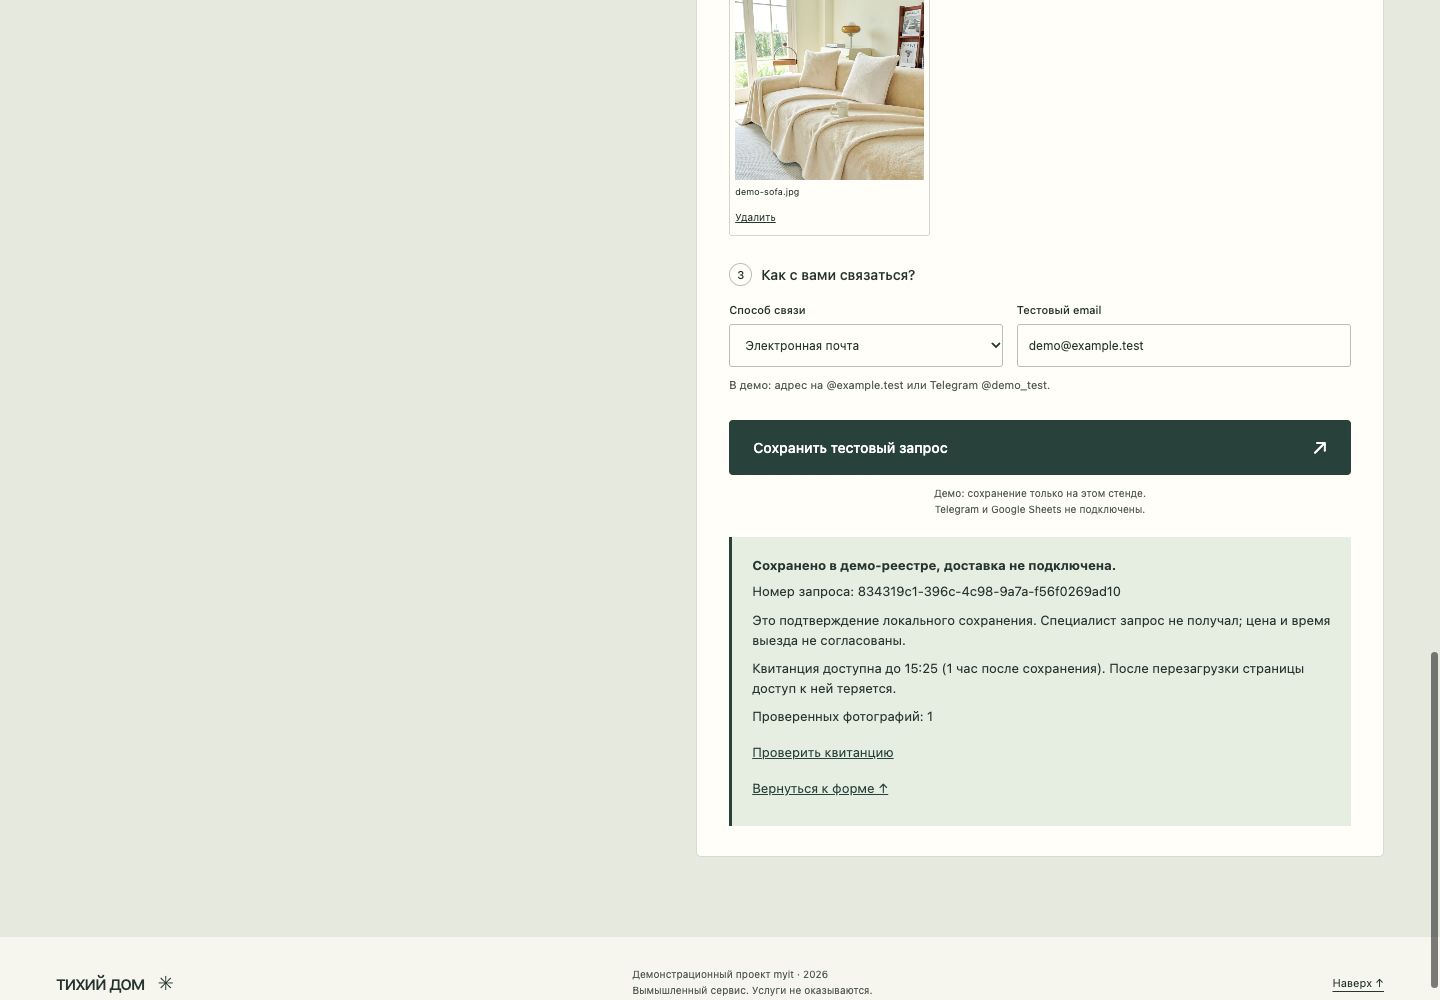 demo-sofa.jpg
Удалить
3 Как с вами связаться?
Способ связи
Тестовый email
Электронная почта
demo@example.test
В демо: адрес на @example.test или Telegram @demo_test.
Сохранить тестовый запрос
Демо: сохранение только на этом стенде.
Telegram и Google Sheets не подключены.
Сохранено в демо-реестре, доставка не подключена.
Номер запроса: 834319c1-396c-4c98-9a7a-f56f0269ad10
Это подтверждение локального сохранения. Специалист запрос не получал; цена и время
выезда не согласованы.
Квитанция доступна до 15:25 (1 час после сохранения). После перезагрузки страницы
доступ к ней теряется.
Проверенных фотографий: 1
Проверить квитанцию
Вернуться к форме ↑
ТИХИЙ ДОМ
Демонстрационный проект myit · 2026
Вымышленный сервис. Услуги не оказываются.
Наверх ↑